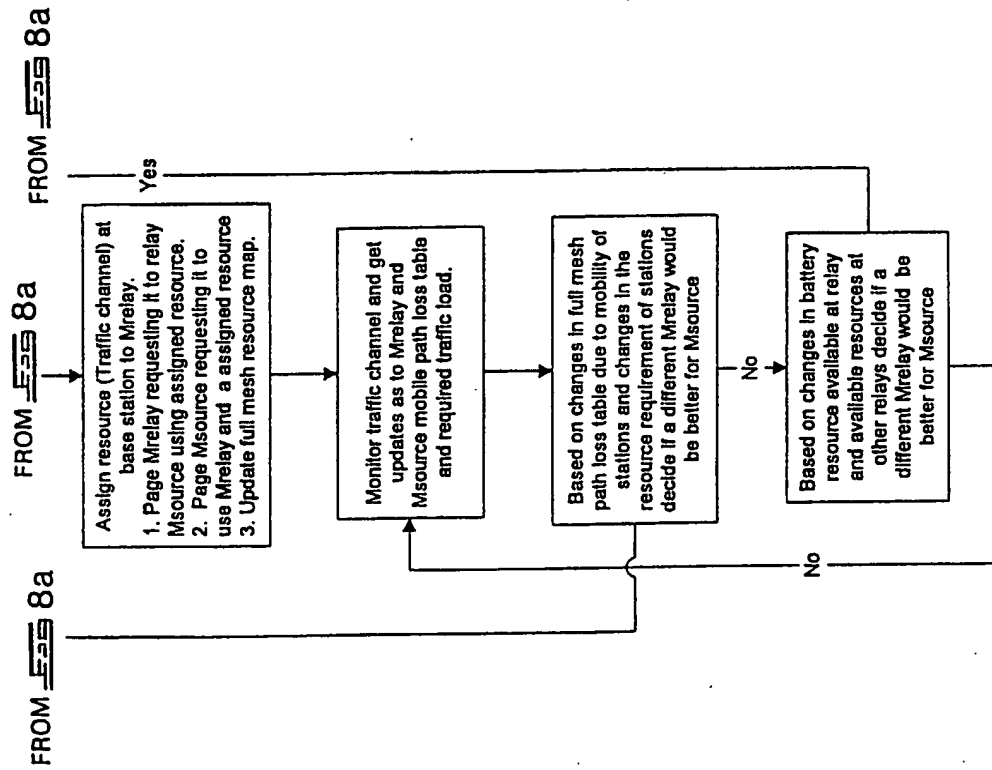 FROM Fig 8a
FROM Fig 8a
FROM Fig 8a
Assign resource (Traffic channel) at
base station to Mrelay.
1. Page Mrelay requesting it to relay
Msource using assigned resource.
2. Page Msource requesting it to
use Mrelay and a assigned resource
3. Update full mesh resource map.
Yes
Monitor traffic channel and get
updates as to Mrelay and
Msource mobile path loss table
and required traffic load.
Based on changes in full mesh
path loss table due to mobility of
stations and changes in the
resource requirement of stations
decide if a different Mrelay would
be better for Msource
No
No
Based on changes in battery
resource available at relay
and available resources at
other relays decide if a
different Mrelay would be
better for Msource